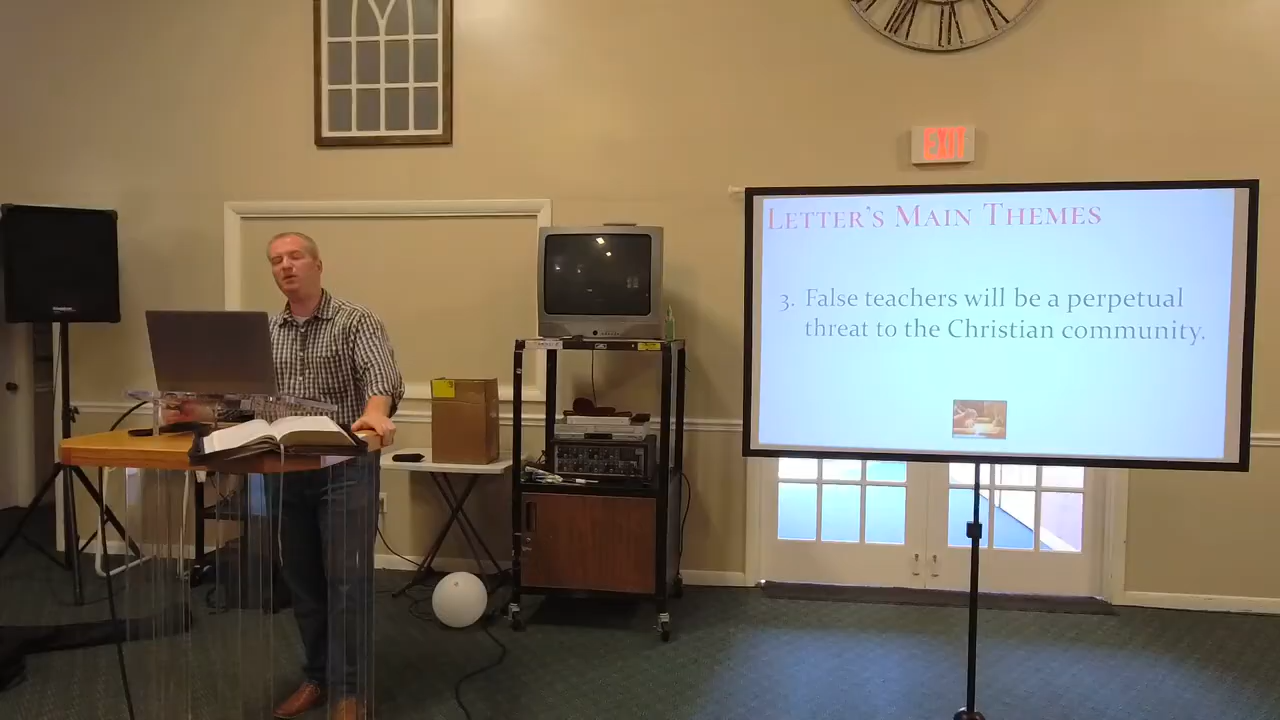 EXIT
LETTER'S MAIN THEMES
3. False teachers will be a perpetual
threat to the Christian community.